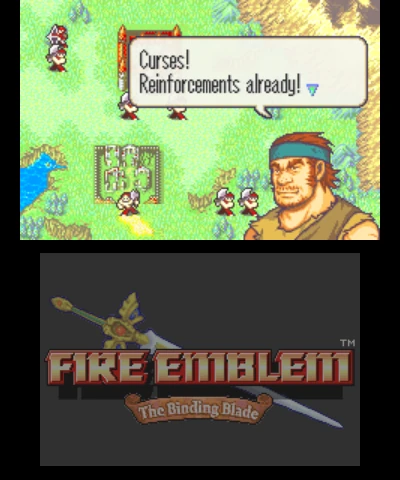 Curses!
Reinforcements already!
TM
FIRE EMBLEM
The Binding Blade